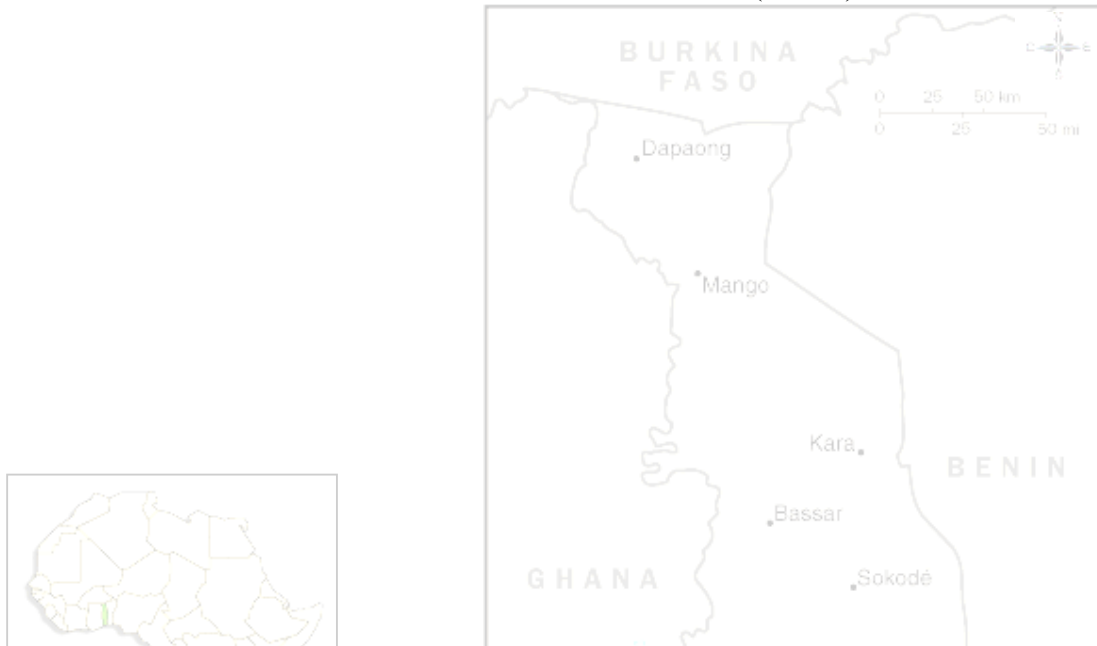 BURKINA
FASO
0 25 50 km
0 25 50 mi
Dapaong
Mango
Kara
BENIN
Bassar
GHANA
Sokodé